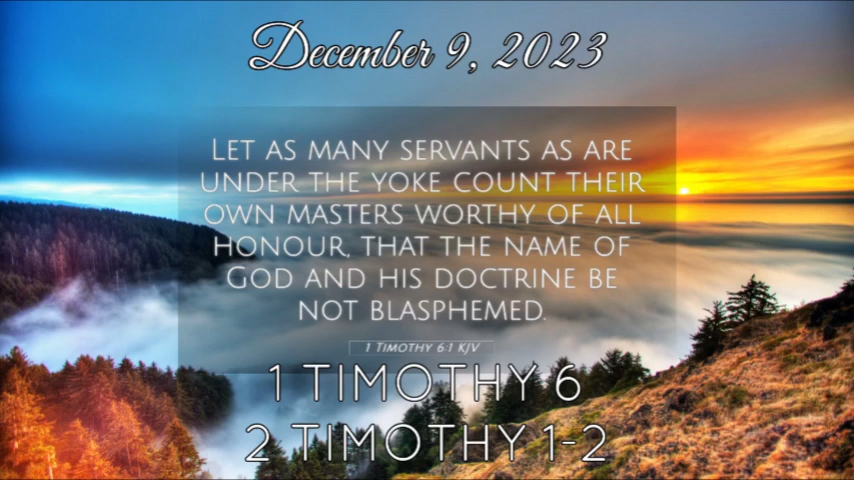 December 9, 2023
Let as many servants as are
under the yoke count their
own masters worthy of all
honour, that the name of
God and his doctrine be
not blasphemed.
1 Timothy 6:1 KJV
1 TIMOTHY 6
2 TIMOTHY 1-2